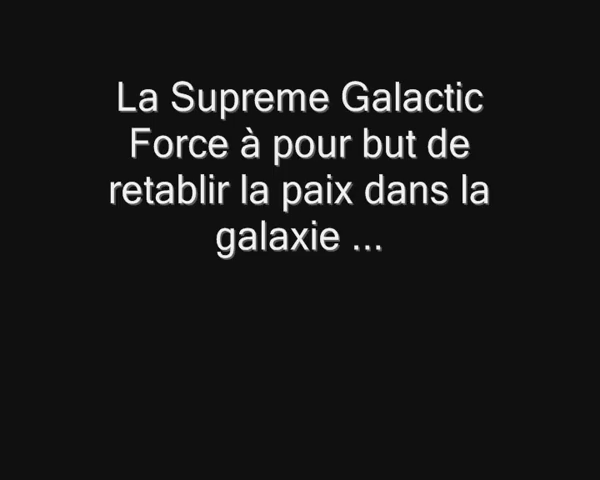 La Supreme Galactic
Force à pour but de
retablir la paix dans la
galaxie ...